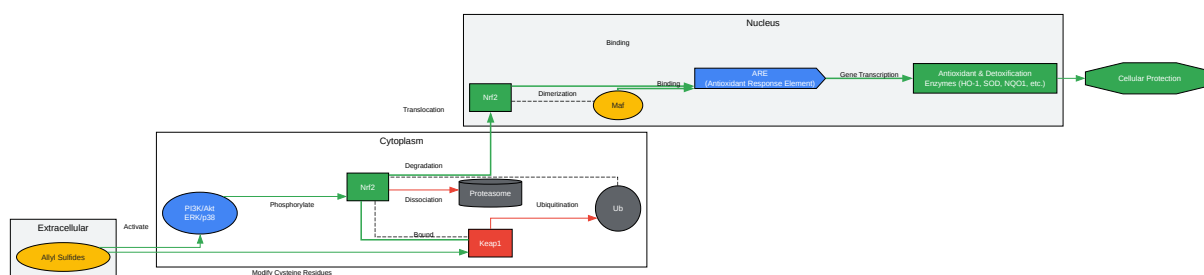 Nucleus
Binding
ARE
(Antioxidant Response Element)
Binding
Gene Transcription
Antioxidant & Detoxification
Enzymes (HO-1, SOD, NQO1, etc.)
Cellular Protection
Nrf2
Dimerization
Maf
Translocation
Cytoplasm
Degradation
Nrf2
Proteasome
Dissociation
PI3K/Akt
ERK/p38
Phosphorylate
Ubiquitination
Ub
Extracellular
Activate
Bound
Keap1
Allyl Sulfides
Modify Cysteine Residues